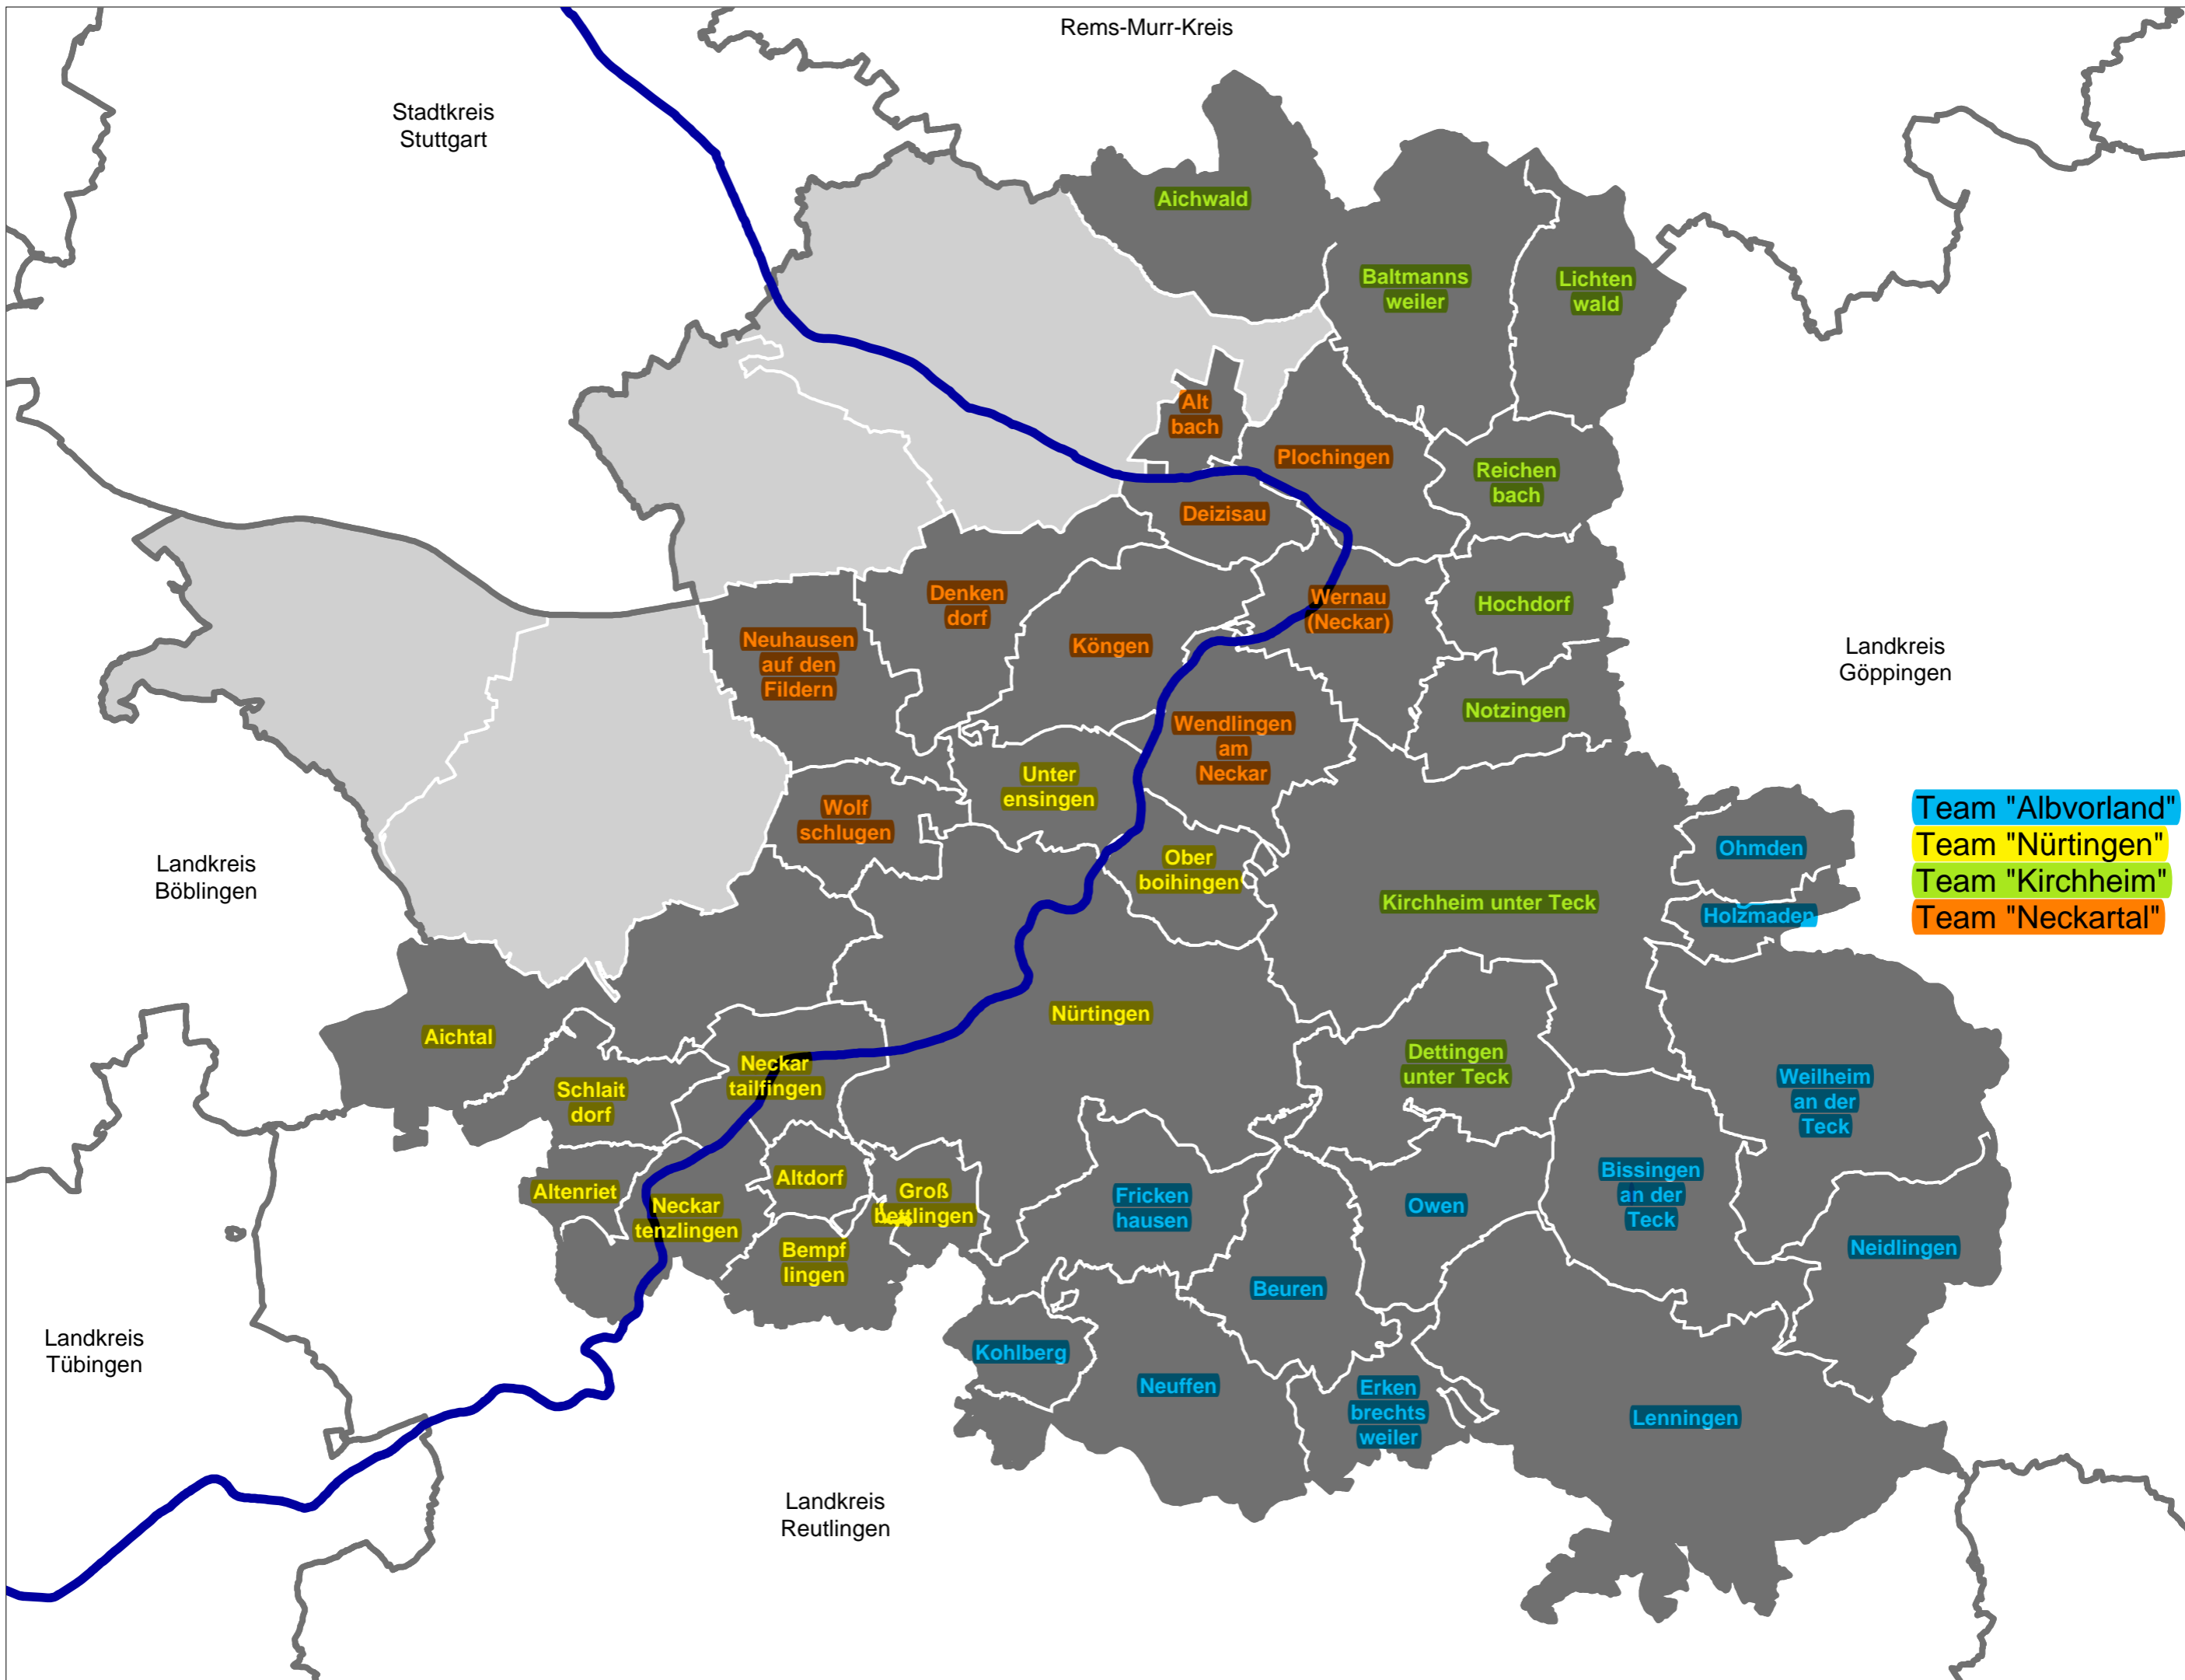 Rems-Murr-Kreis
Stadtkreis
Stuttgart
Aichwald
Baltmanns
weiler
Lichten
wald
Alt
bach
Plochingen
Reichen
bach
Deizisau
Denken
dorf
Wernau
(Neckar)
Hochdorf
Neuhausen
auf den
Fildern
Köngen
Landkreis
Göppingen
Notzingen
Wendlingen
am
Neckar
Unter
ensingen
Wolf
schlugen
Team "Albvorland"
Team "Nürtingen"
Team "Kirchheim"
Team "Neckartal"
Ohmden
Holzmaden
Landkreis
Böblingen
Ober
boihingen
Kirchheim unter Teck
Nürtingen
Aichtal
Neckar
tailfingen
Dettingen
unter Teck
Schlait
dorf
Weilheim
an der
Teck
Altenriet
Neckar
tenzlingen
Altdorf
Groß
bettlingen
Fricken
hausen
Owen
Bissingen
an der
Teck
Bempf
lingen
Neidlingen
Beuren
Landkreis
Tübingen
Kohlberg
Neuffen
Erken
brechts
weiler
Lenningen
Landkreis
Reutlingen